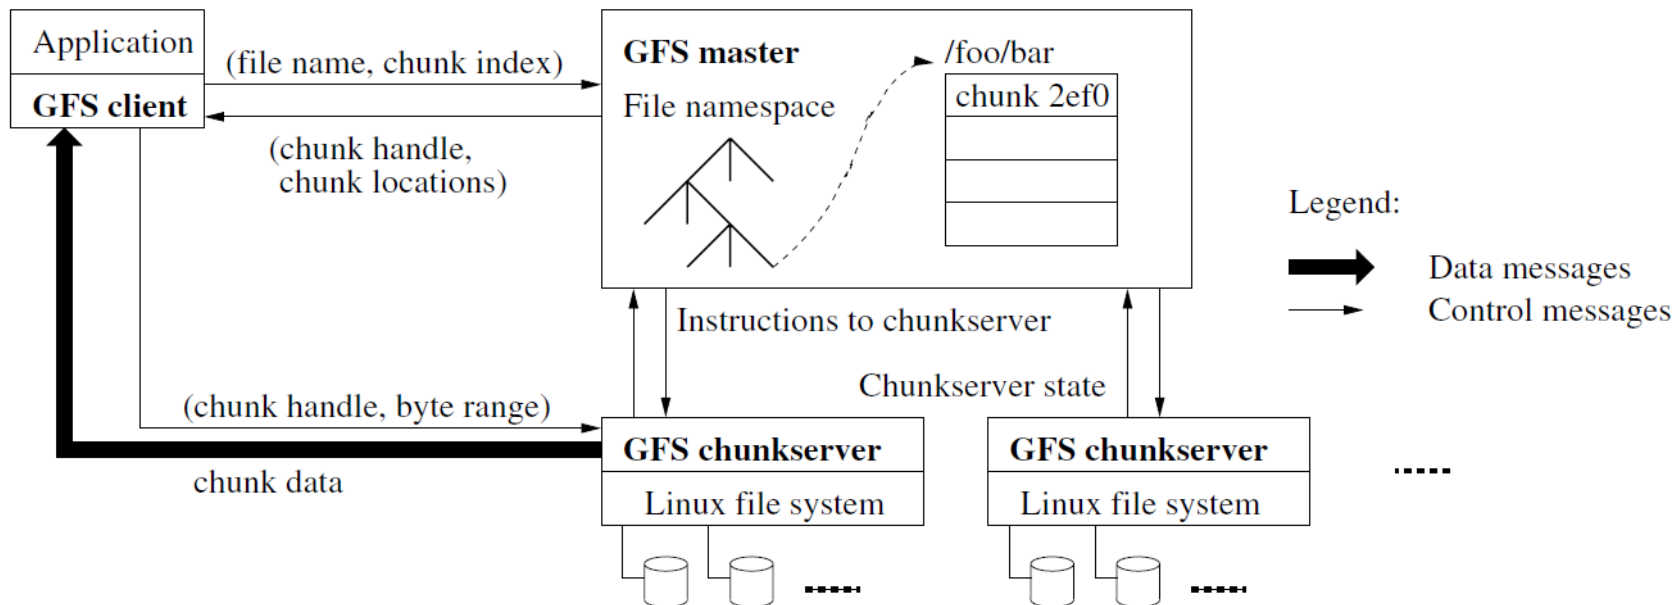 Application
GFS client
(file name, chunk index)
(chunk handle,
chunk locations)
GFS master
File namespace
/foo/bar
chunk 2ef0
Legend:
Data messages
Control messages
Instructions to chunkserver
Chunkserver state
(chunk handle, byte range)
chunk data
GFS chunkserver
Linux file system
GFS chunkserver
Linux file system